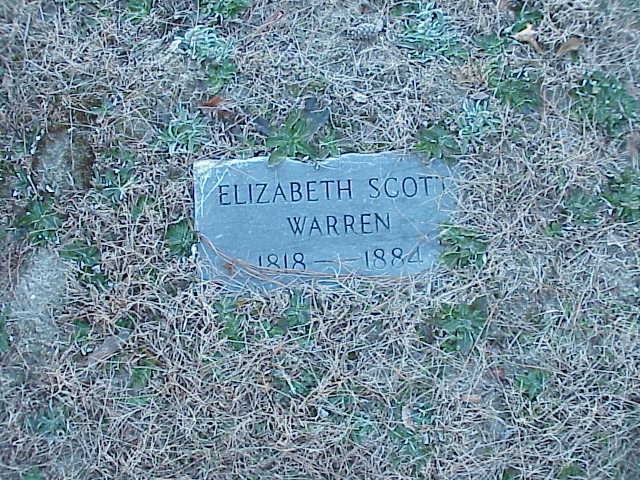 ELIZABETH SCOTT
WARREN
1818 — 1884